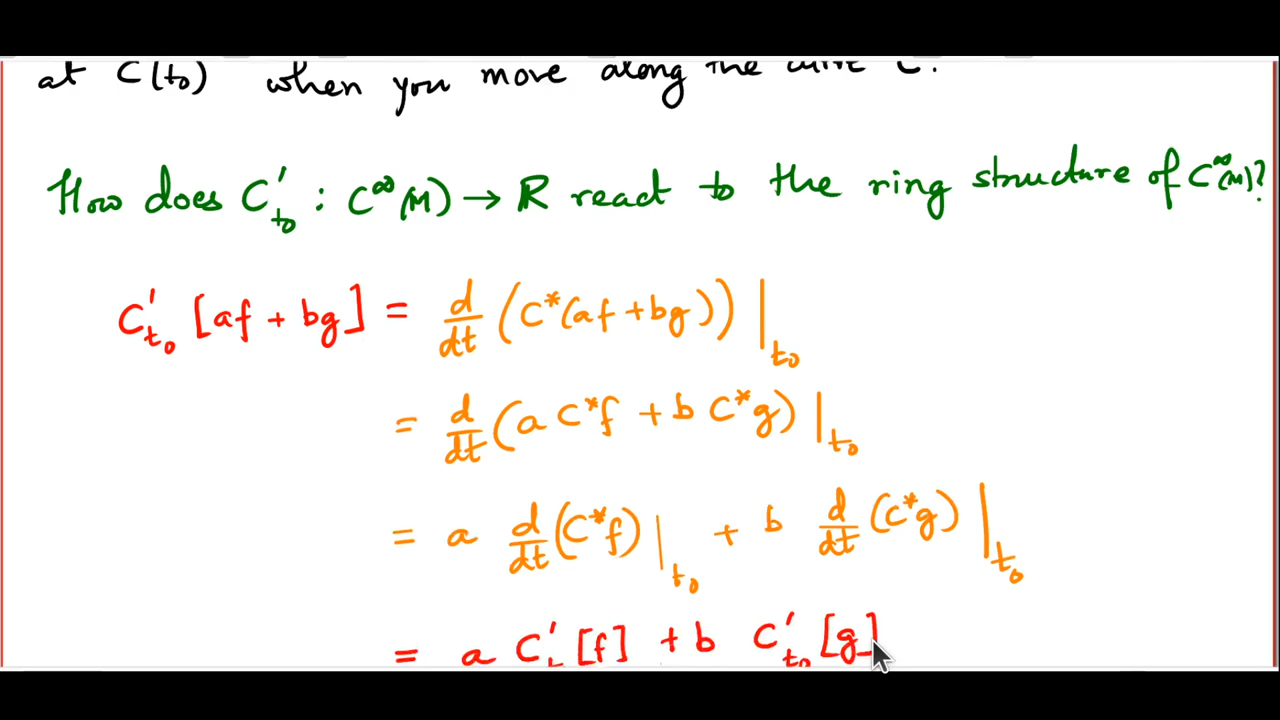 at C(t₀) when you move along the curve C.
How does C'_{t₀} : C^∞(M) → ℝ react to the ring structure of C^∞(M)?
C'_{t₀} [af + bg] = d/dt (C*(af + bg)) |_{t₀}
= d/dt (a C*f + b C*g) |_{t₀}
= a d/dt (C*f) |_{t₀} + b d/dt (C*g) |_{t₀}
= a C'_t [f] + b C'_{t₀} [g]